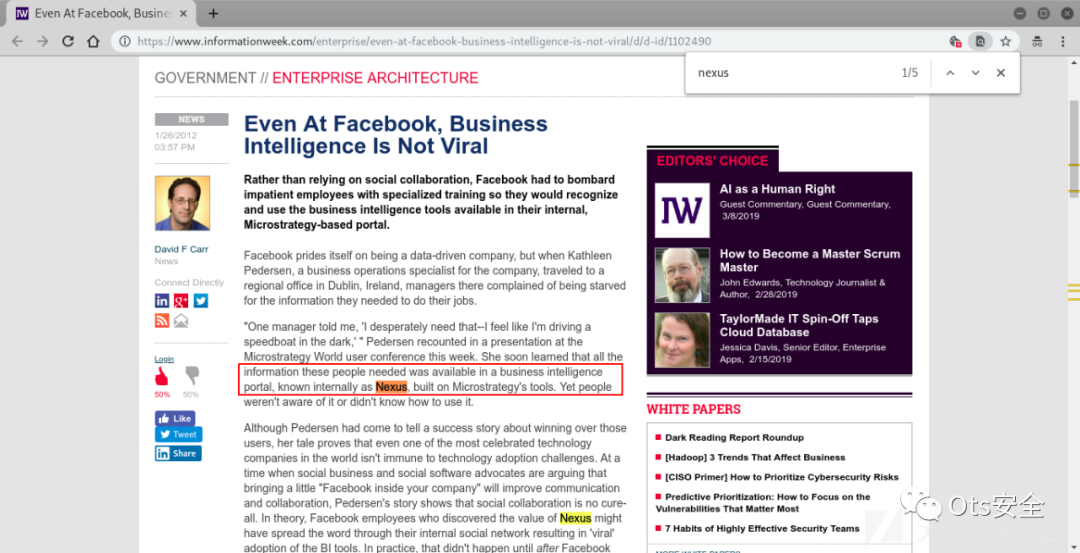 Even At Facebook, Busine
https://www.informationweek.com/enterprise/even-at-facebook-business-intelligence-is-not-viral/d/d-id/1102490
nexus
1/5
GOVERNMENT // ENTERPRISE ARCHITECTURE
NEWS
1/26/2012
03:57 PM
David F Carr
News
Connect Directly
Login
50%
50%
Like
Tweet
Share
Even At Facebook, Business
Intelligence Is Not Viral
Rather than relying on social collaboration, Facebook had to bombard
impatient employees with specialized training so they would recognize
and use the business intelligence tools available in their internal,
Microstrategy-based portal.
Facebook prides itself on being a data-driven company, but when Kathleen
Pedersen, a business operations specialist for the company, traveled to a
regional office in Dublin, Ireland, managers there complained of being starved
for the information they needed to do their jobs.
"One manager told me, 'I desperately need that--I feel like I'm driving a
speedboat in the dark,' " Pedersen recounted in a presentation at the
Microstrategy World user conference this week. She soon learned that all the
information these people needed was available in a business intelligence
portal, known internally as Nexus, built on Microstrategy's tools. Yet people
weren't aware of it or didn't know how to use it.
Although Pedersen had come to tell a success story about winning over those
users, her tale proves that even one of the most celebrated technology
companies in the world isn't immune to technology adoption challenges. At a
time when social business and social software advocates are arguing that
bringing a little "Facebook inside your company" will improve communication
and collaboration, Pedersen's story shows that social collaboration is no cure-
all. In theory, Facebook employees who discovered the value of Nexus might
have spread the word through their internal social network resulting in 'viral'
adoption of the BI tools. In practice, that didn't happen until after Facebook
EDITORS' CHOICE
IW
AI as a Human Right
Guest Commentary, Guest Commentary,
3/8/2019
How to Become a Master Scrum
Master
John Edwards, Technology Journalist &
Author, 2/28/2019
TaylorMade IT Spin-Off Taps
Cloud Database
Jessica Davis, Senior Editor, Enterprise
Apps, 2/15/2019
WHITE PAPERS
Dark Reading Report Roundup
[Hadoop] 3 Trends That Affect Business
[CISO Primer] How to Prioritize Cybersecurity Risks
Predictive Prioritization: How to Focus on the
Vulnerabilities That Matter Most
7 Habits of Highly Effective Security Teams
Ots安全